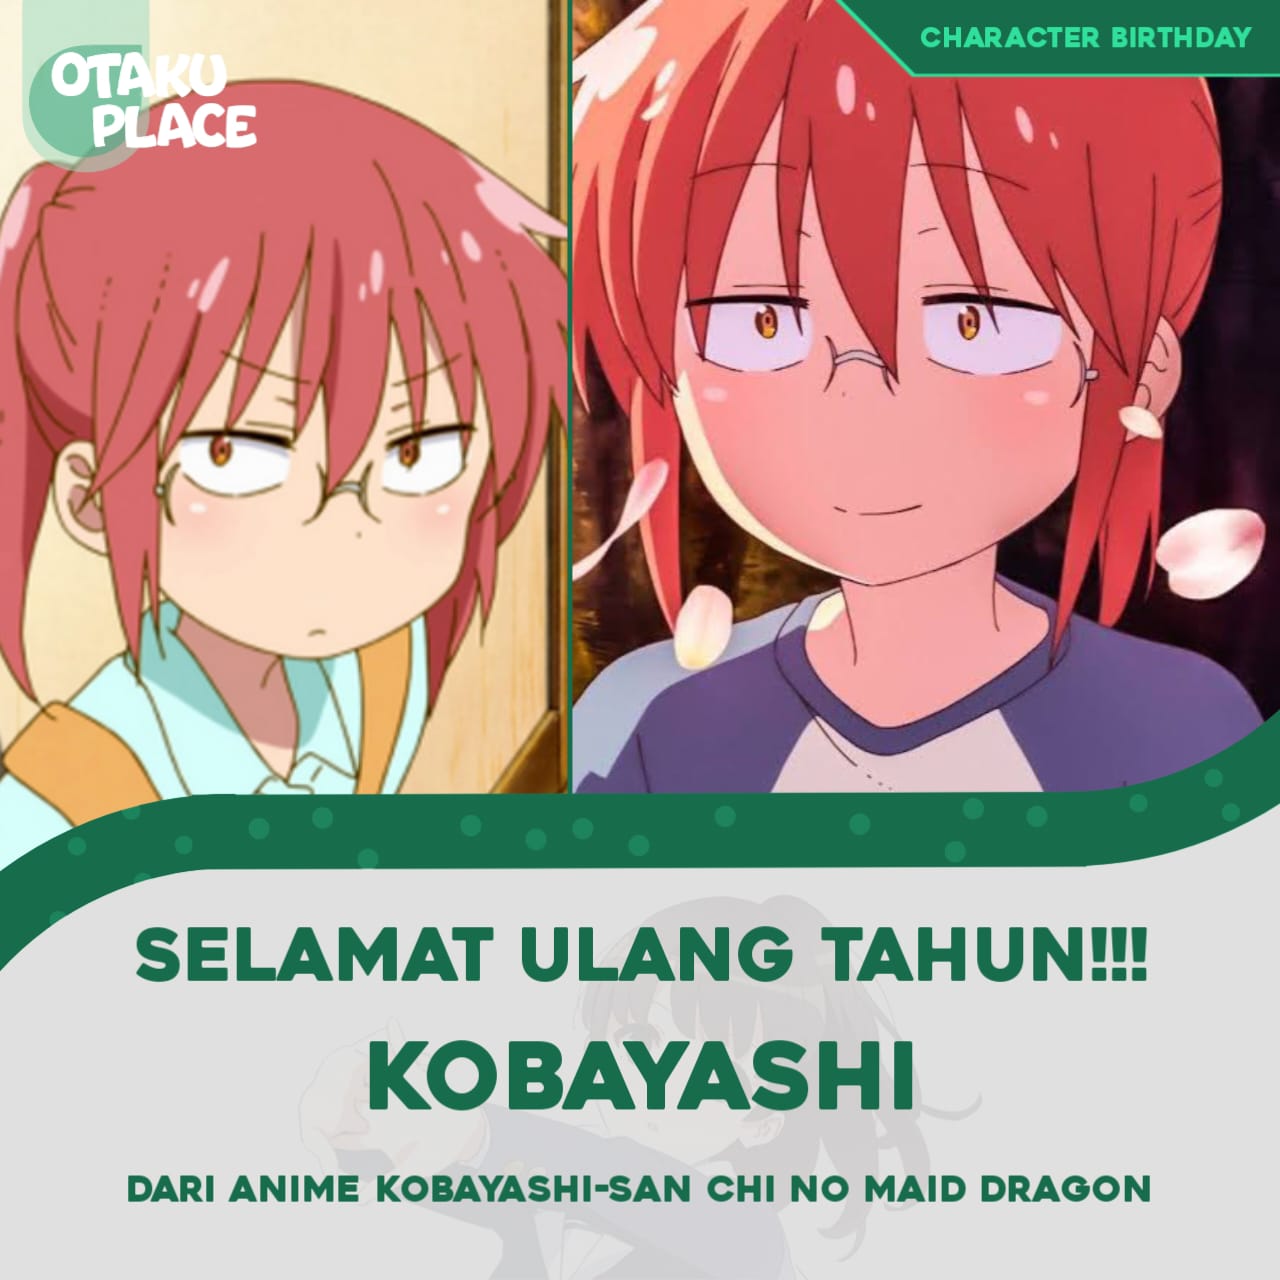 OTAKU
PLACE
CHARACTER BIRTHDAY
SELAMAT ULANG TAHUN!!!
KOBAYASHI
DARI ANIME KOBAYASHI-SAN CHI NO MAID DRAGON